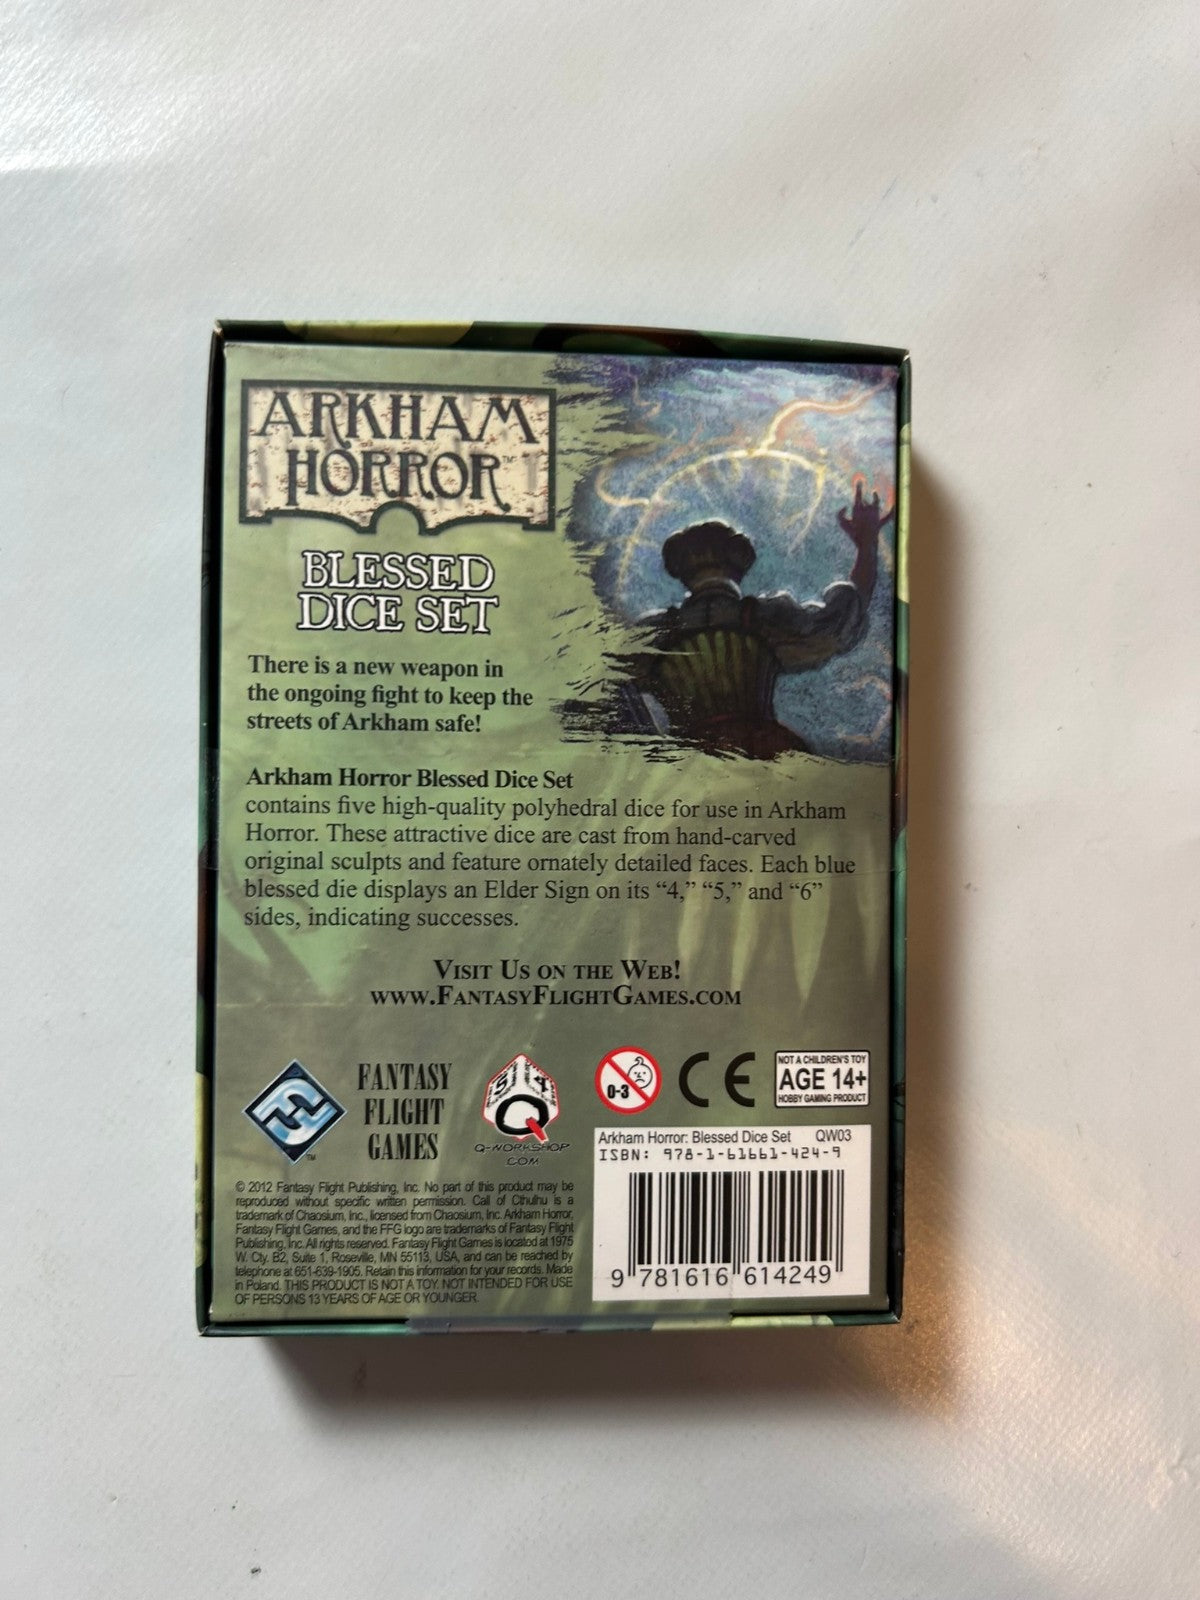 ARKHAM
HORROR™
BLESSED
DICE SET
There is a new weapon in
the ongoing fight to keep the
streets of Arkham safe!
Arkham Horror Blessed Dice Set
contains five high-quality polyhedral dice for use in Arkham
Horror. These attractive dice are cast from hand-carved
original sculpts and feature ornately detailed faces. Each blue
blessed die displays an Elder Sign on its “4,” “5,” and “6”
sides, indicating successes.
VISIT US ON THE WEB!
WWW.FANTASYFLIGHTGAMES.COM
FANTASY
FLIGHT
GAMES
5 4
Q
Q-WORKSHOP
.COM
0-3
CE
NOT A CHILDREN'S TOY
AGE 14+
HOBBY GAMING PRODUCT
© 2012 Fantasy Flight Publishing, Inc. No part of this product may be
reproduced without specific written permission. Call of Cthulhu is a
trademark of Chaosium, Inc., licensed from Chaosium, Inc. Arkham Horror,
Fantasy Flight Games, and the FFG logo are trademarks of Fantasy Flight
Publishing, Inc. All rights reserved. Fantasy Flight Games is located at 1975
W. Cty. B2, Suite 1, Roseville, MN 55113, USA, and can be reached by
telephone at 651-639-1905. Retain this information for your records. Made
in Poland. THIS PRODUCT IS NOT A TOY. NOT INTENDED FOR USE
OF PERSONS 13 YEARS OF AGE OR YOUNGER.
Arkham Horror: Blessed Dice Set QW03
ISBN: 978-1-61661-424-9
9 781616 614249